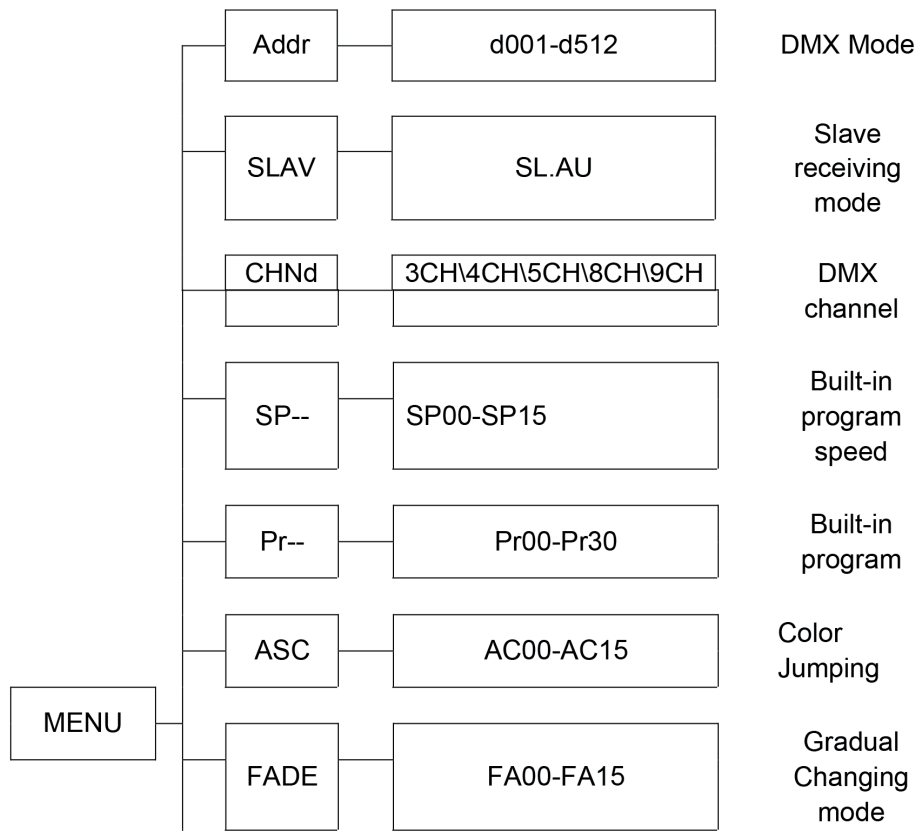 Addr d001-d512 DMX Mode
SLAV SL.AU Slave
receiving
mode
CHNd 3CH\4CH\5CH\8CH\9CH DMX
channel
SP-- SP00-SP15 Built-in
program
speed
Pr-- Pr00-Pr30 Built-in
program
ASC AC00-AC15 Color
Jumping
MENU
FADE FA00-FA15 Gradual
Changing
mode